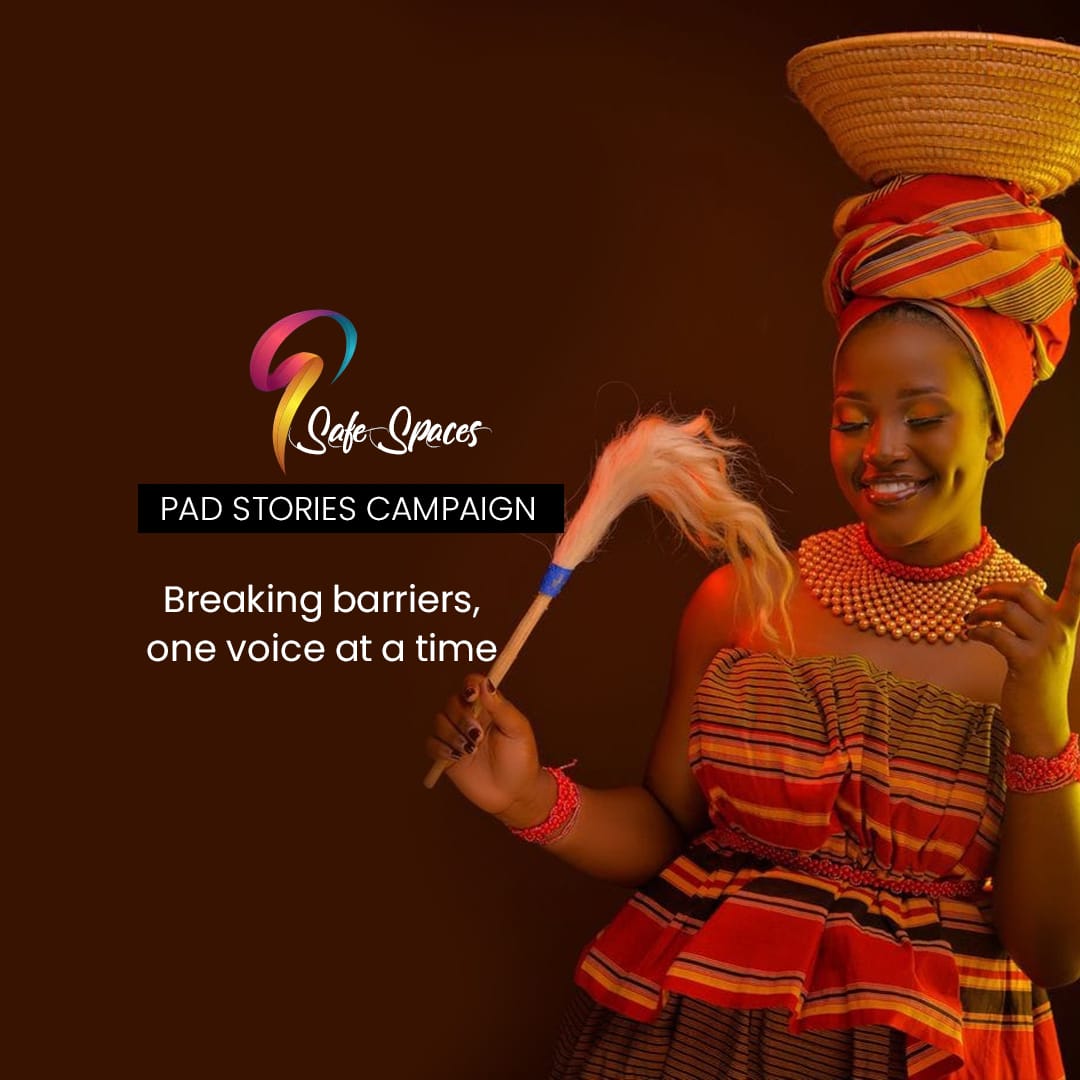 Safe Spaces
PAD STORIES CAMPAIGN
Breaking barriers,
one voice at a time